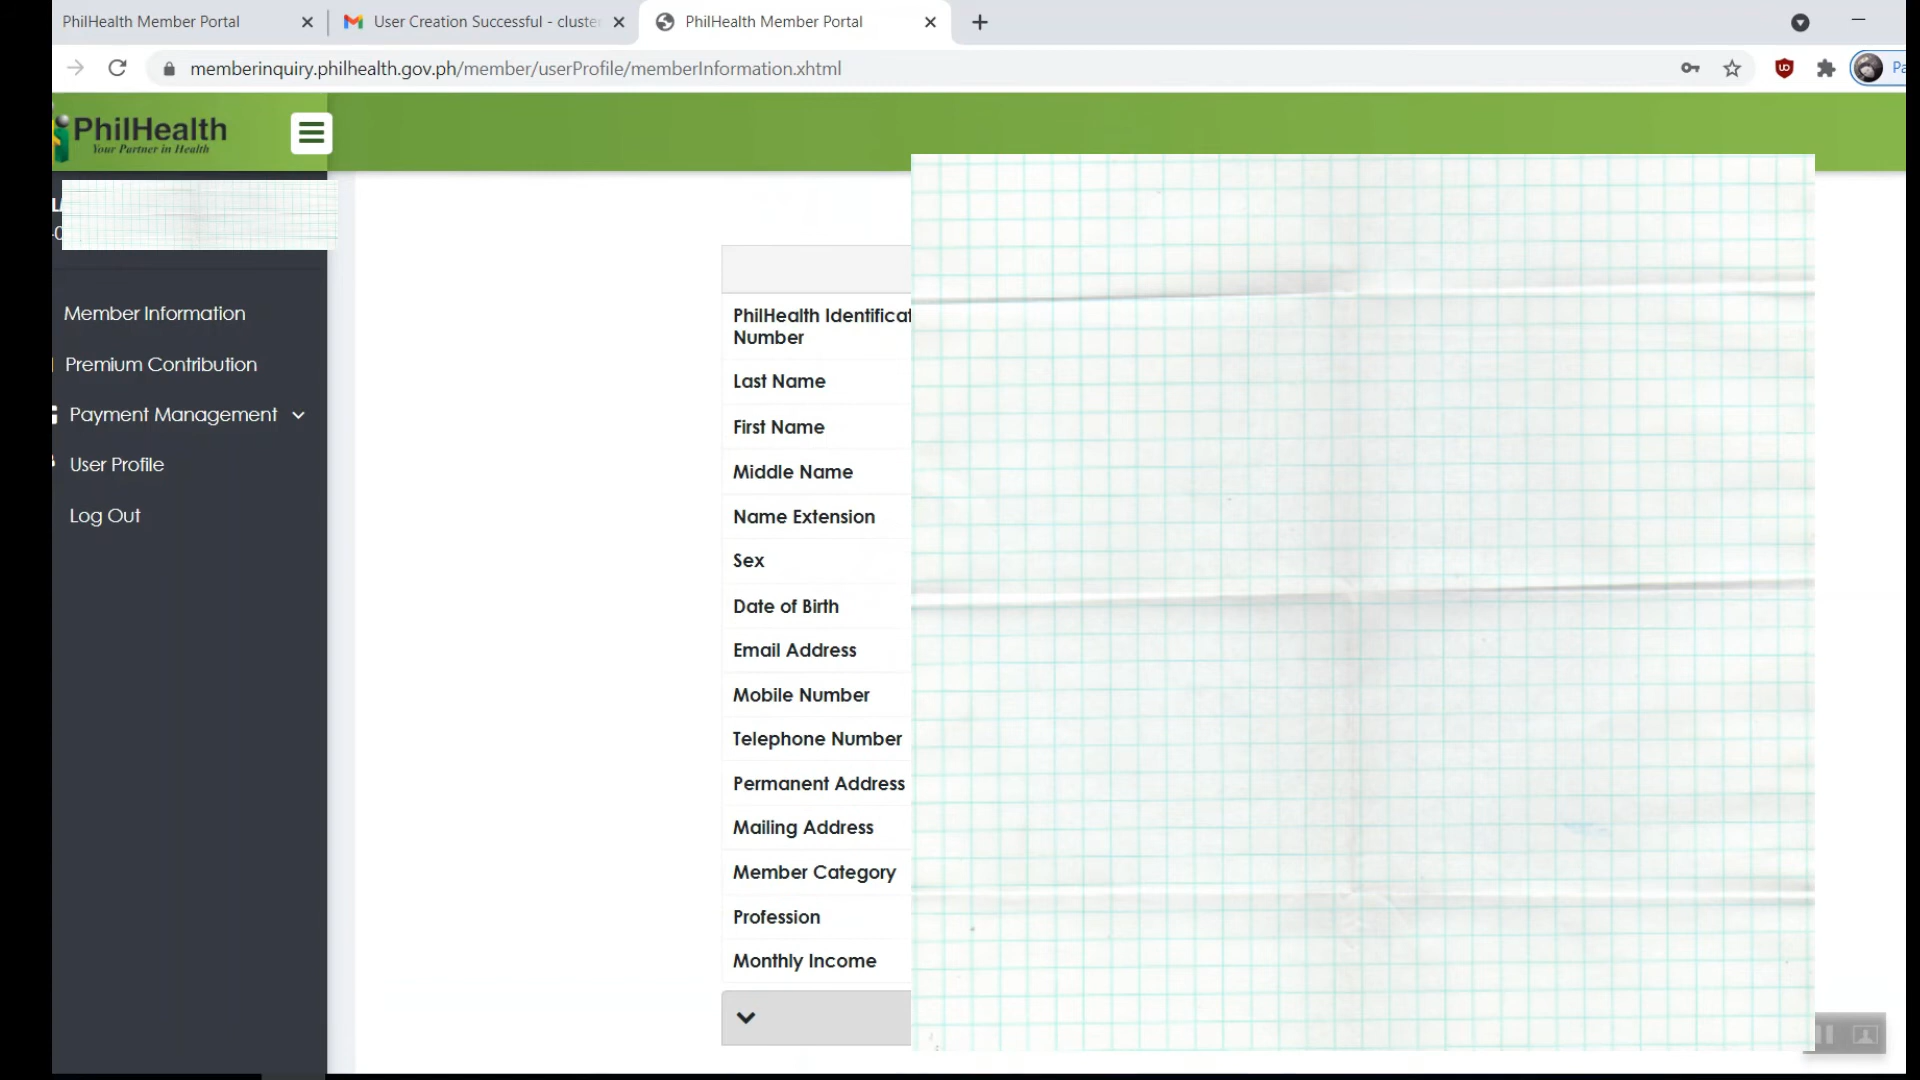 PhilHealth Member Portal
User Creation Successful - cluste
PhilHealth Member Portal
memberinquiry.philhealth.gov.ph/member/userProfile/memberInformation.xhtml
Pa
PhilHealth
Your Partner in Health
Member Information
Premium Contribution
Payment Management
User Profile
Log Out
PhilHealth Identificat
Number
Last Name
First Name
Middle Name
Name Extension
Sex
Date of Birth
Email Address
Mobile Number
Telephone Number
Permanent Address
Mailing Address
Member Category
Profession
Monthly Income